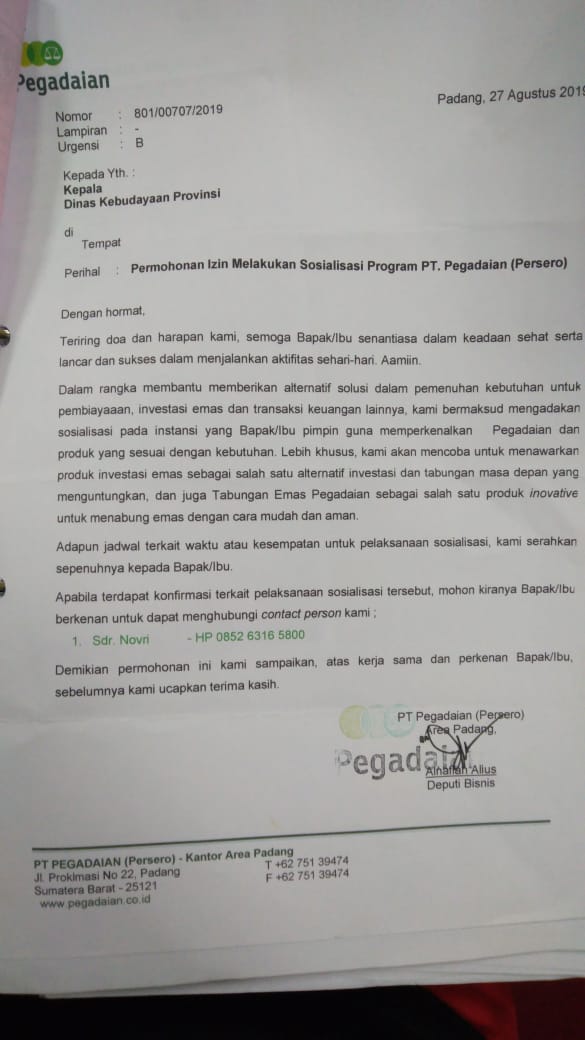 Pegadaian
Padang, 27 Agustus 2019
Nomor : 801/00707/2019
Lampiran : -
Urgensi : B
Kepada Yth. :
Kepala
Dinas Kebudayaan Provinsi
di
Tempat
Perihal : Permohonan Izin Melakukan Sosialisasi Program PT. Pegadaian (Persero)
Dengan hormat,
Teriring doa dan harapan kami, semoga Bapak/Ibu senantiasa dalam keadaan sehat serta
lancar dan sukses dalam menjalankan aktifitas sehari-hari. Aamiin.
Dalam rangka membantu memberikan alternatif solusi dalam pemenuhan kebutuhan untuk
pembiayaaan, investasi emas dan transaksi keuangan lainnya, kami bermaksud mengadakan
sosialisasi pada instansi yang Bapak/Ibu pimpin guna memperkenalkan Pegadaian dan
produk yang sesuai dengan kebutuhan. Lebih khusus, kami akan mencoba untuk menawarkan
produk investasi emas sebagai salah satu alternatif investasi dan tabungan masa depan yang
menguntungkan, dan juga Tabungan Emas Pegadaian sebagai salah satu produk inovative
untuk menabung emas dengan cara mudah dan aman.
Adapun jadwal terkait waktu atau kesempatan untuk pelaksanaan sosialisasi, kami serahkan
sepenuhnya kepada Bapak/Ibu.
Apabila terdapat konfirmasi terkait pelaksanaan sosialisasi tersebut, mohon kiranya Bapak/Ibu
berkenan untuk dapat menghubungi contact person kami ;
1. Sdr. Novri - HP 0852 6316 5800
Demikian permohonan ini kami sampaikan, atas kerja sama dan perkenan Bapak/Ibu,
sebelumnya kami ucapkan terima kasih.
PT Pegadaian (Persero)
Area Padang,
Pegadaian
Alius
Deputi Bisnis
PT PEGADAIAN (Persero) - Kantor Area Padang
Jl. Proklmasi No 22, Padang
T +62 751 39474
Sumatera Barat - 25121
F +62 751 39474
www.pegadaian.co.id